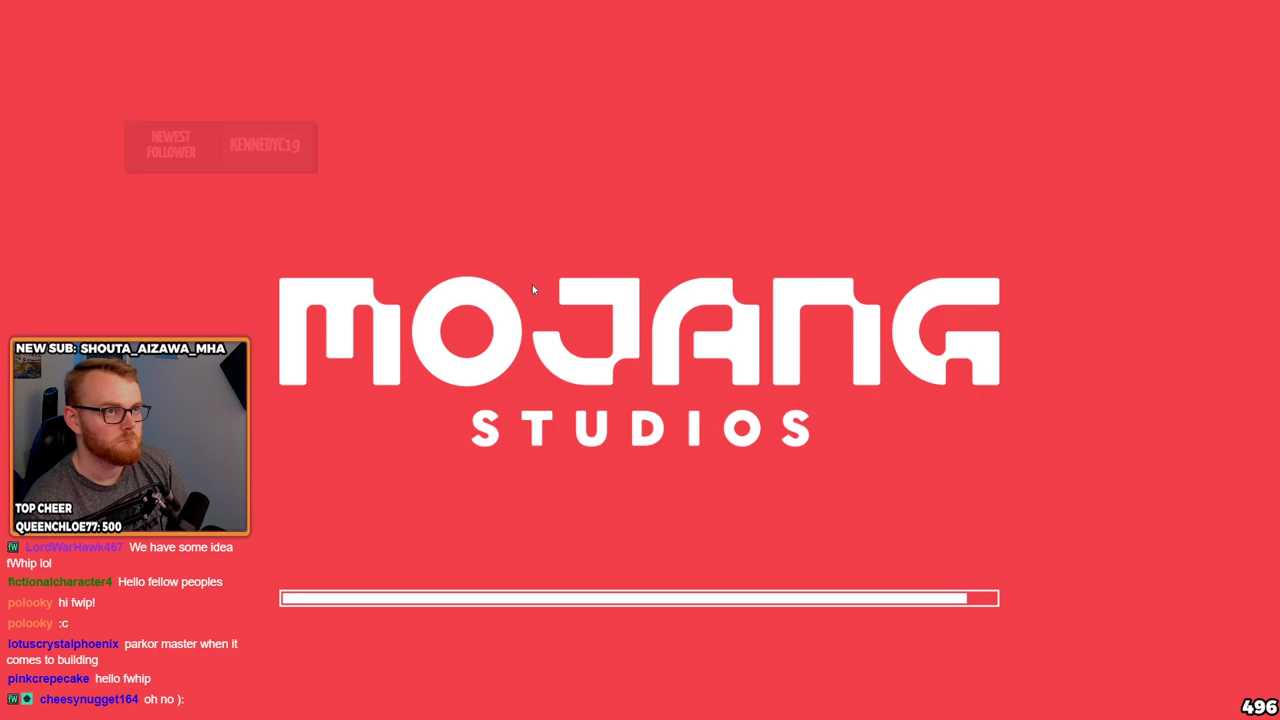 NEWEST
FOLLOWER
KENNEDYC19
MOJANG
STUDIOS
NEW SUB: SHOUTA_AIZAWA_MHA
TOP CHEER
QUEENCHLOE77: 500
LordWarHawk467 We have some idea
fWhip lol
fictionalcharacter4 Hello fellow peoples
polooky hi fwip!
polooky :c
lotuscrystalphoenix parkor master when it
comes to building
pinkcrepecake hello fwhip
cheesynugget164 oh no ):
496